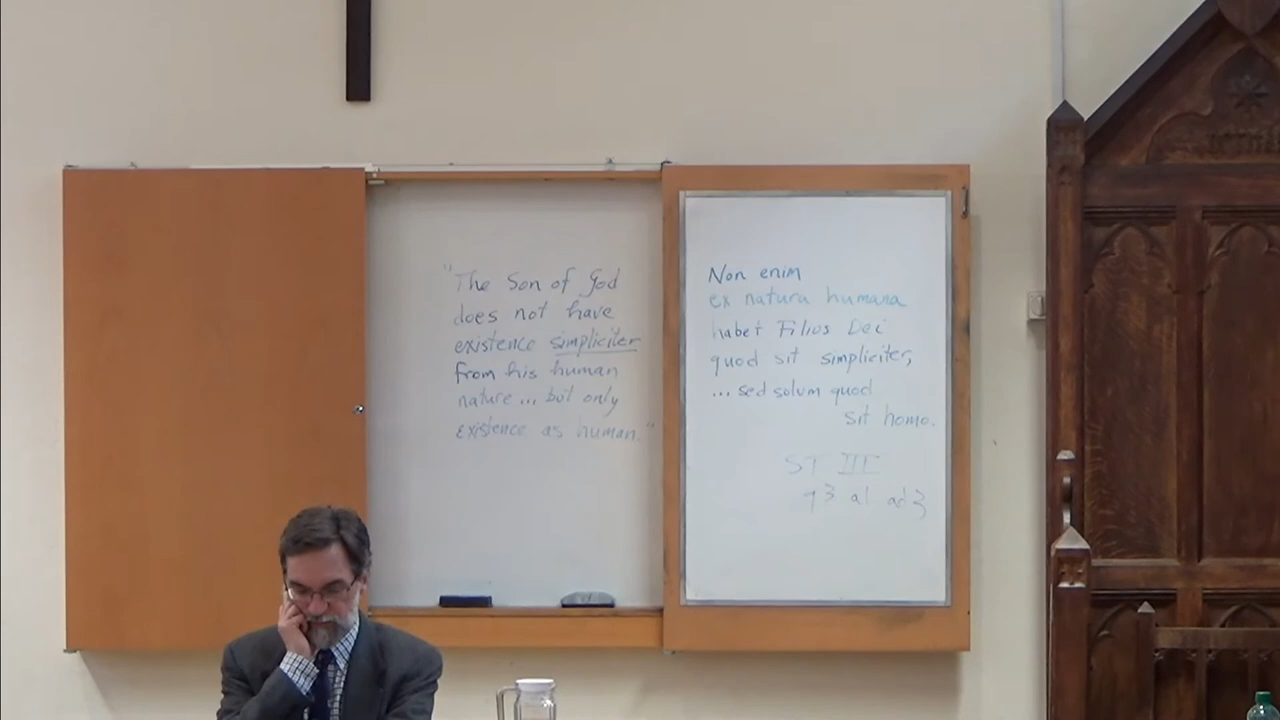 "The Son of God
does not have
existence simpliciter
from his human
nature... but only
existence as human."
Non enim
ex natura humana
habet Filius Dei
quod sit simpliciter,
... sed solum quod
sit homo.
ST III
q3 a1 ad3